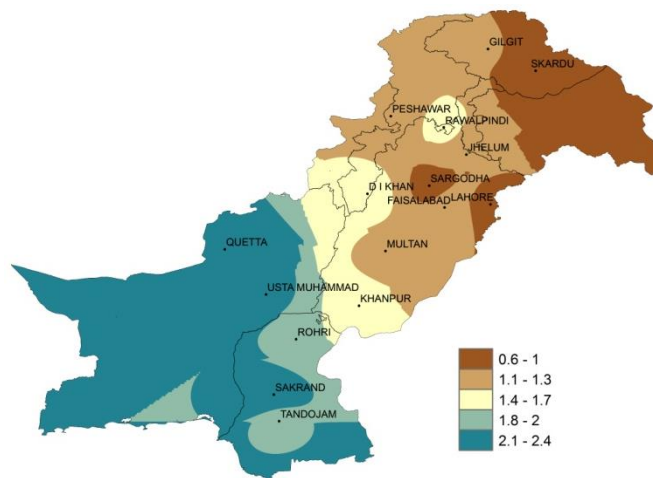 GILGIT
SKARDU
PESHAWAR
RAWALPINDI
JHELUM
SARGODHA
D I KHAN
FAISALABAD
LAHORE
QUETTA
MULTAN
USTA MUHAMMAD
KHANPUR
ROHRI
SAKRAND
TANDOJAM
0.6 - 1
1.1 - 1.3
1.4 - 1.7
1.8 - 2
2.1 - 2.4